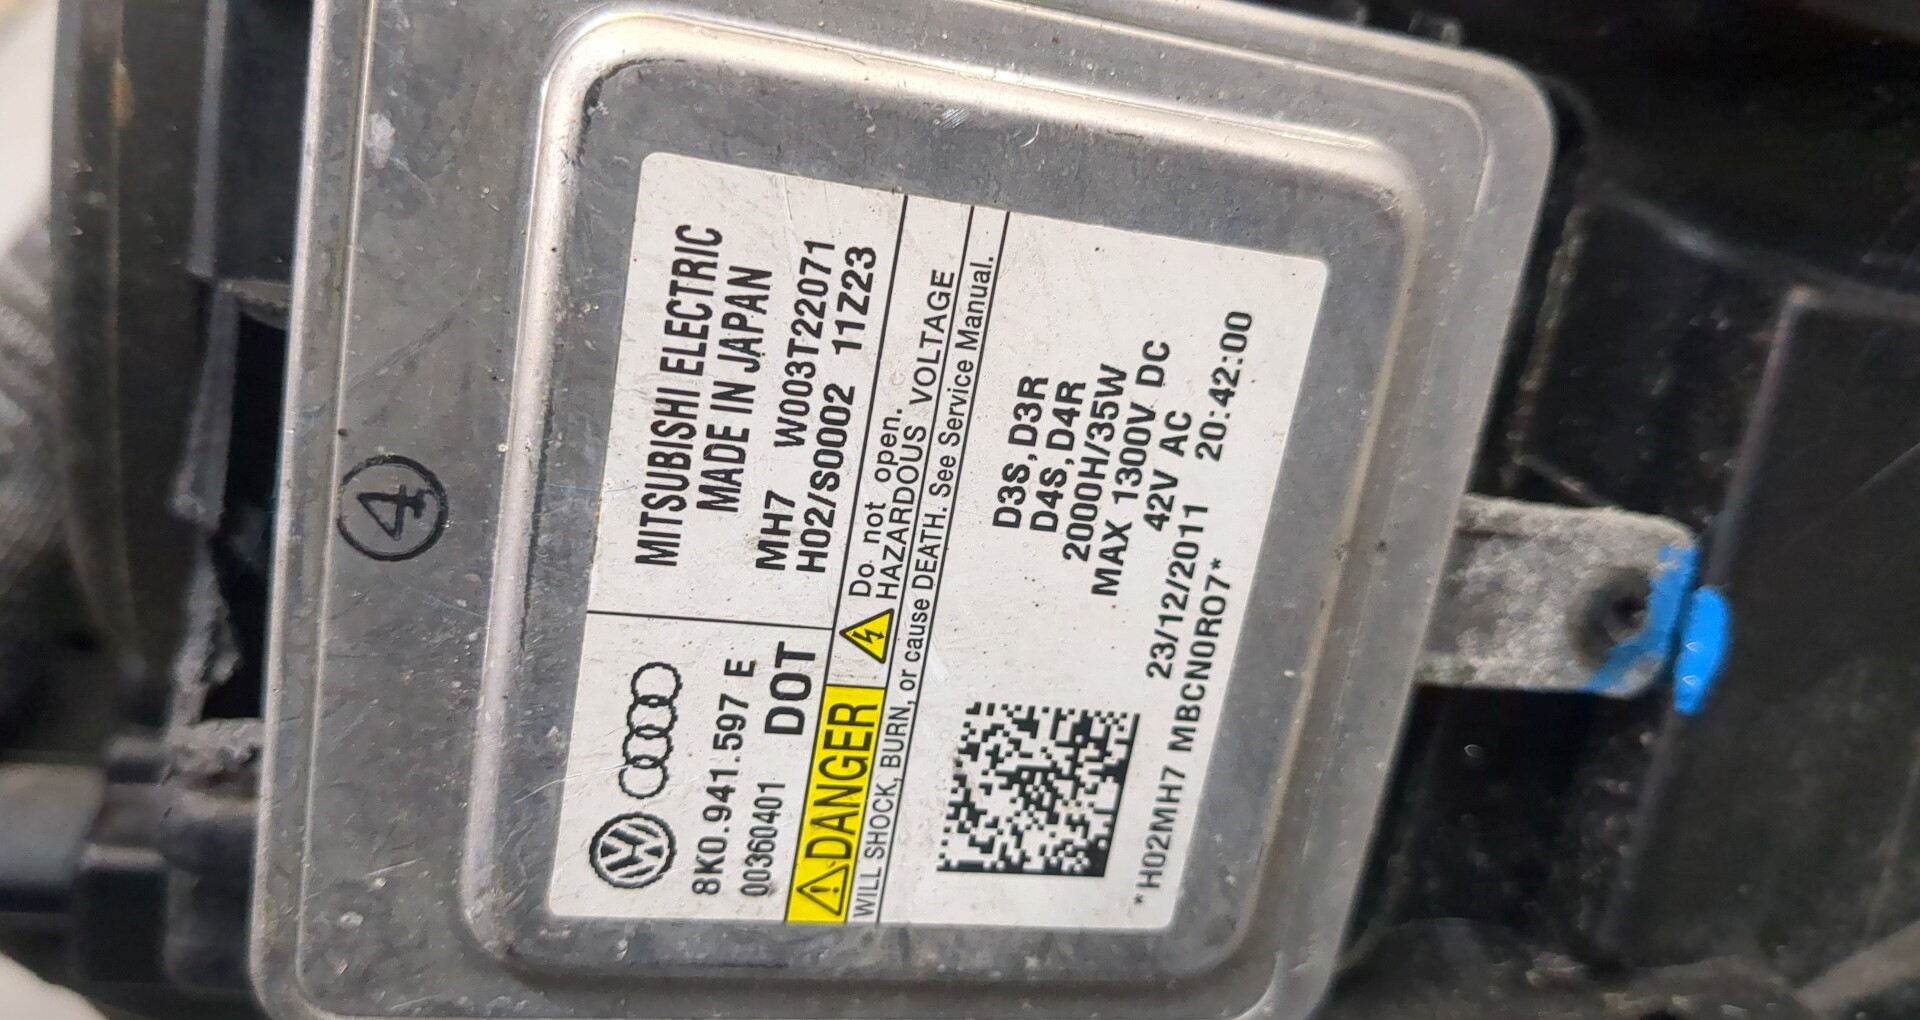 4
MITSUBISHI ELECTRIC
MADE IN JAPAN
8K0.941.597 E
MH7 W003T22071
00360401
DOT
H02/S0002 11Z23
DANGER
Do not open.
HAZARDOUS VOLTAGE
WILL SHOCK, BURN, or cause DEATH. See Service Manual.
D3S,D3R
D4S,D4R
2000H/35W
MAX 1300V DC
42V AC
23/12/2011 20:42:00
*H02MH7 MBCN0R07*